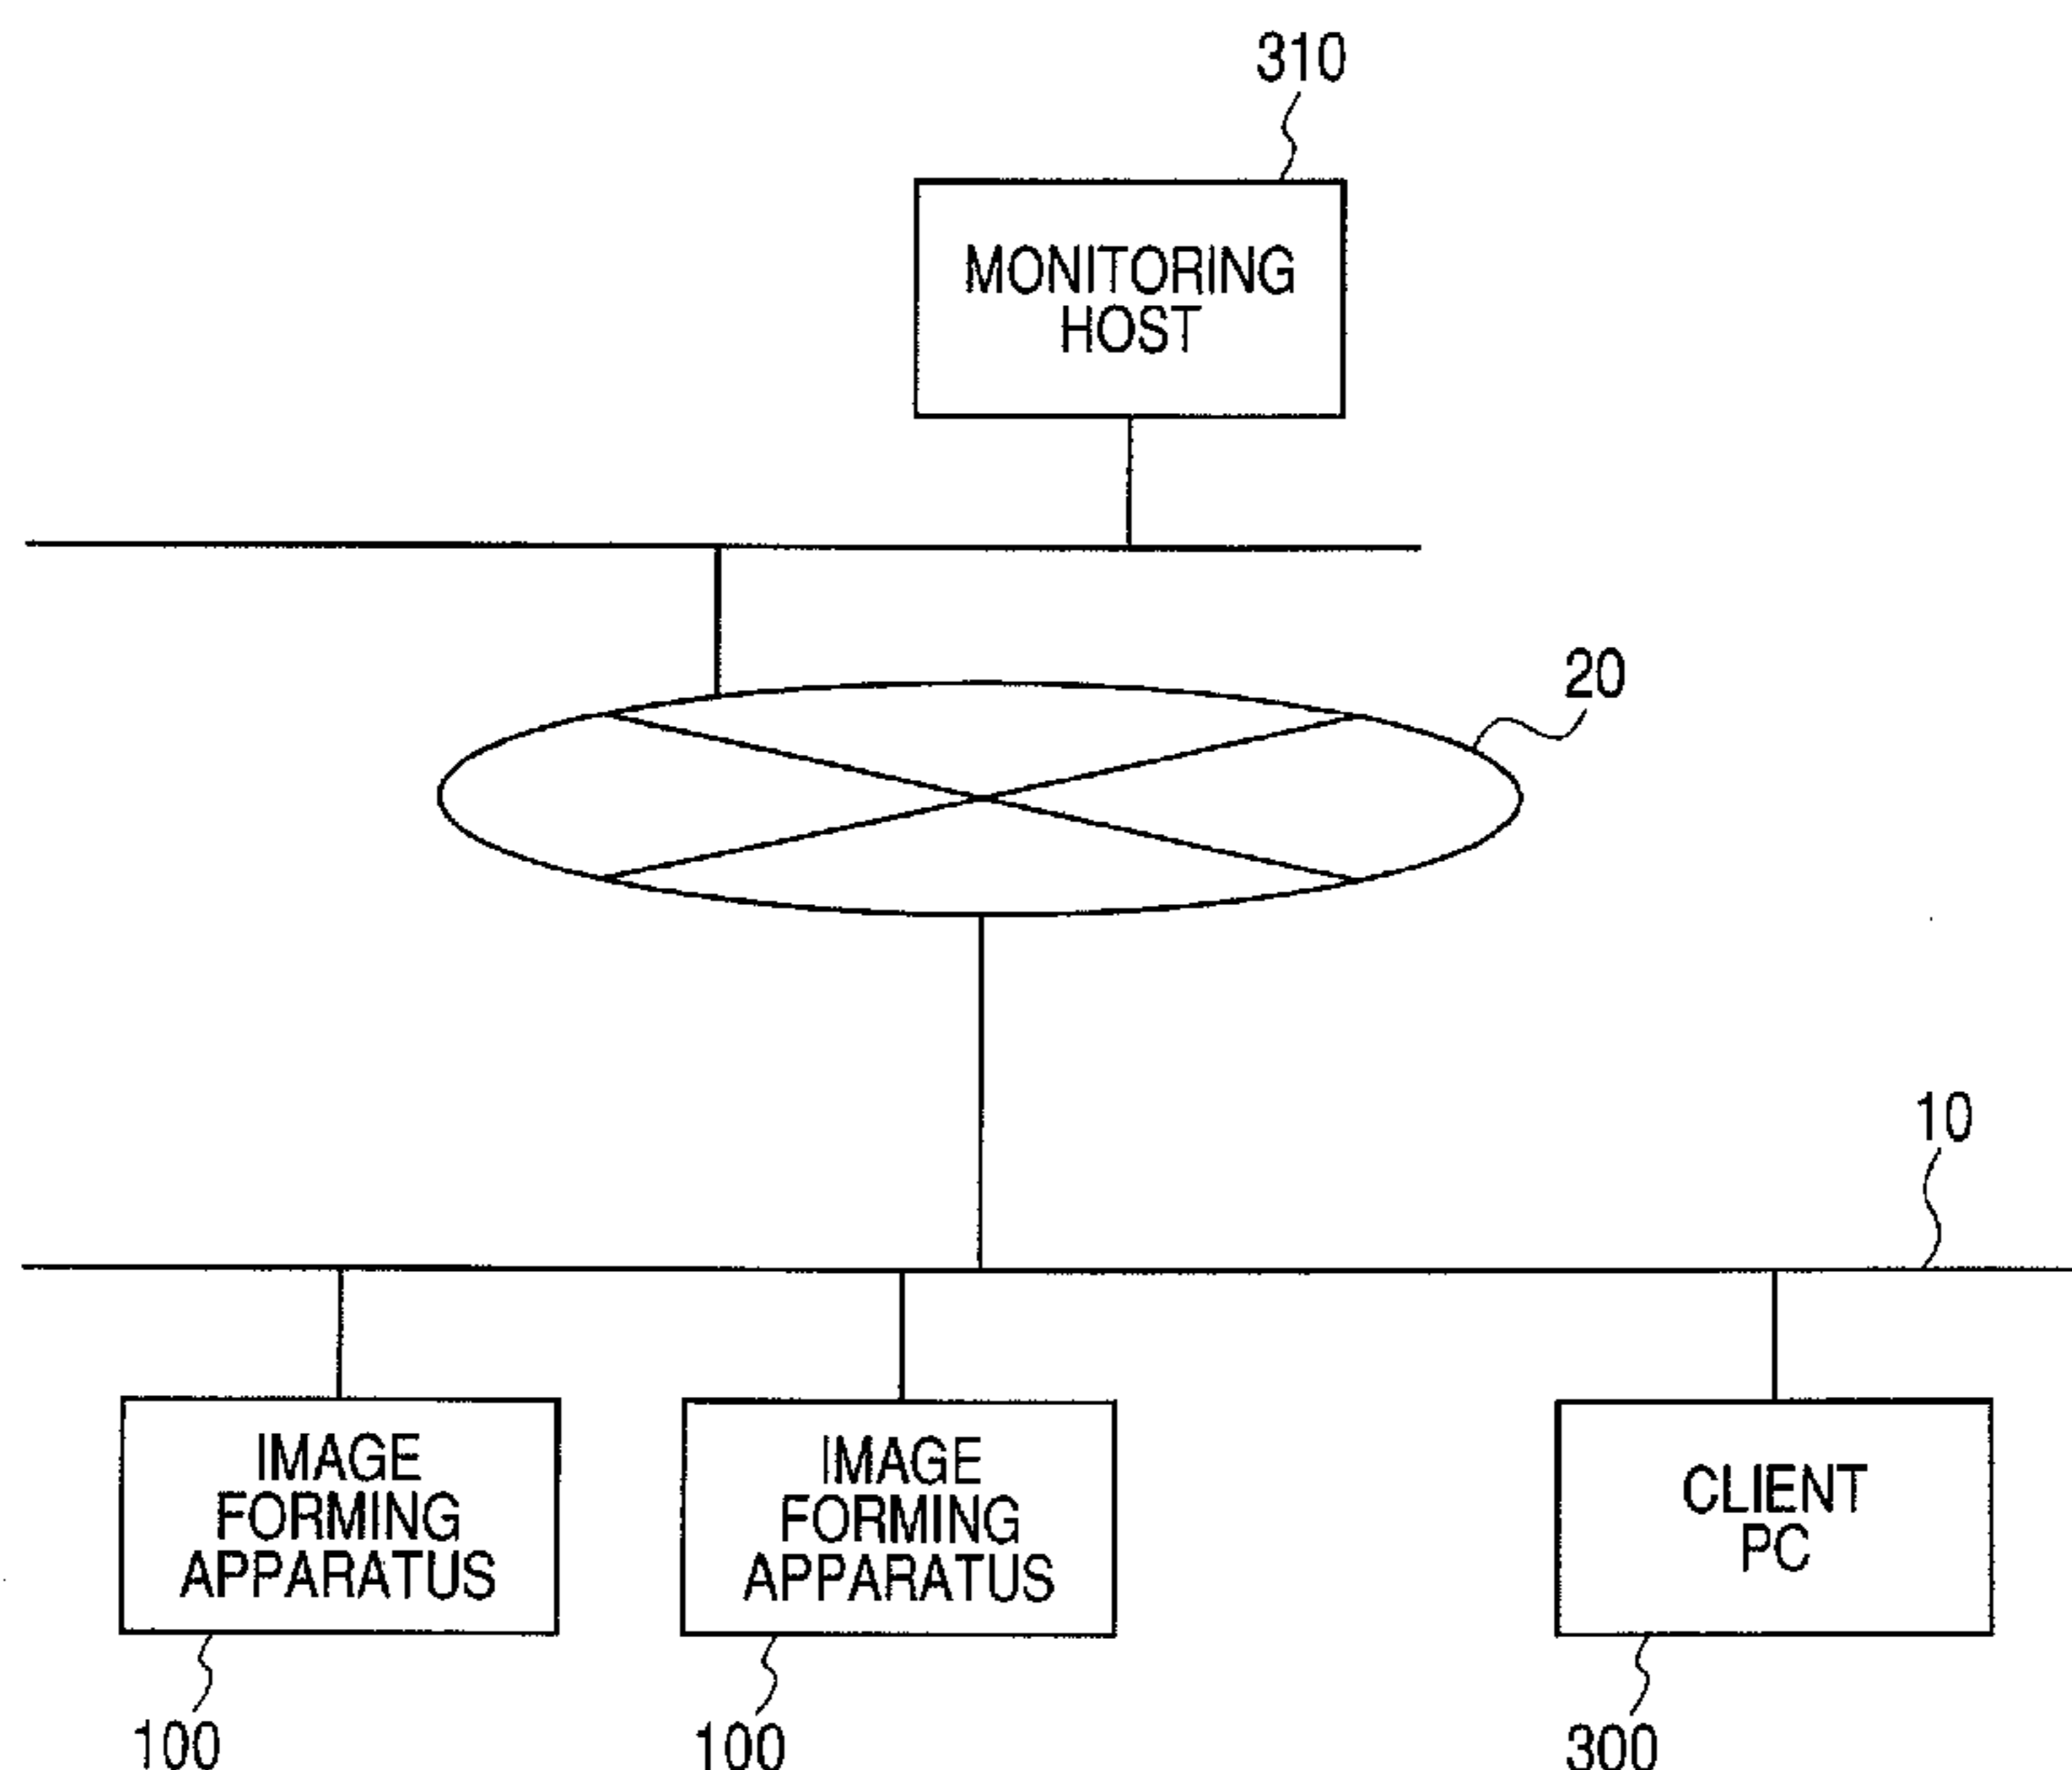 310
MONITORING
HOST
20
10
IMAGE
FORMING
APPARATUS
IMAGE
FORMING
APPARATUS
CLIENT
PC
100
100
300